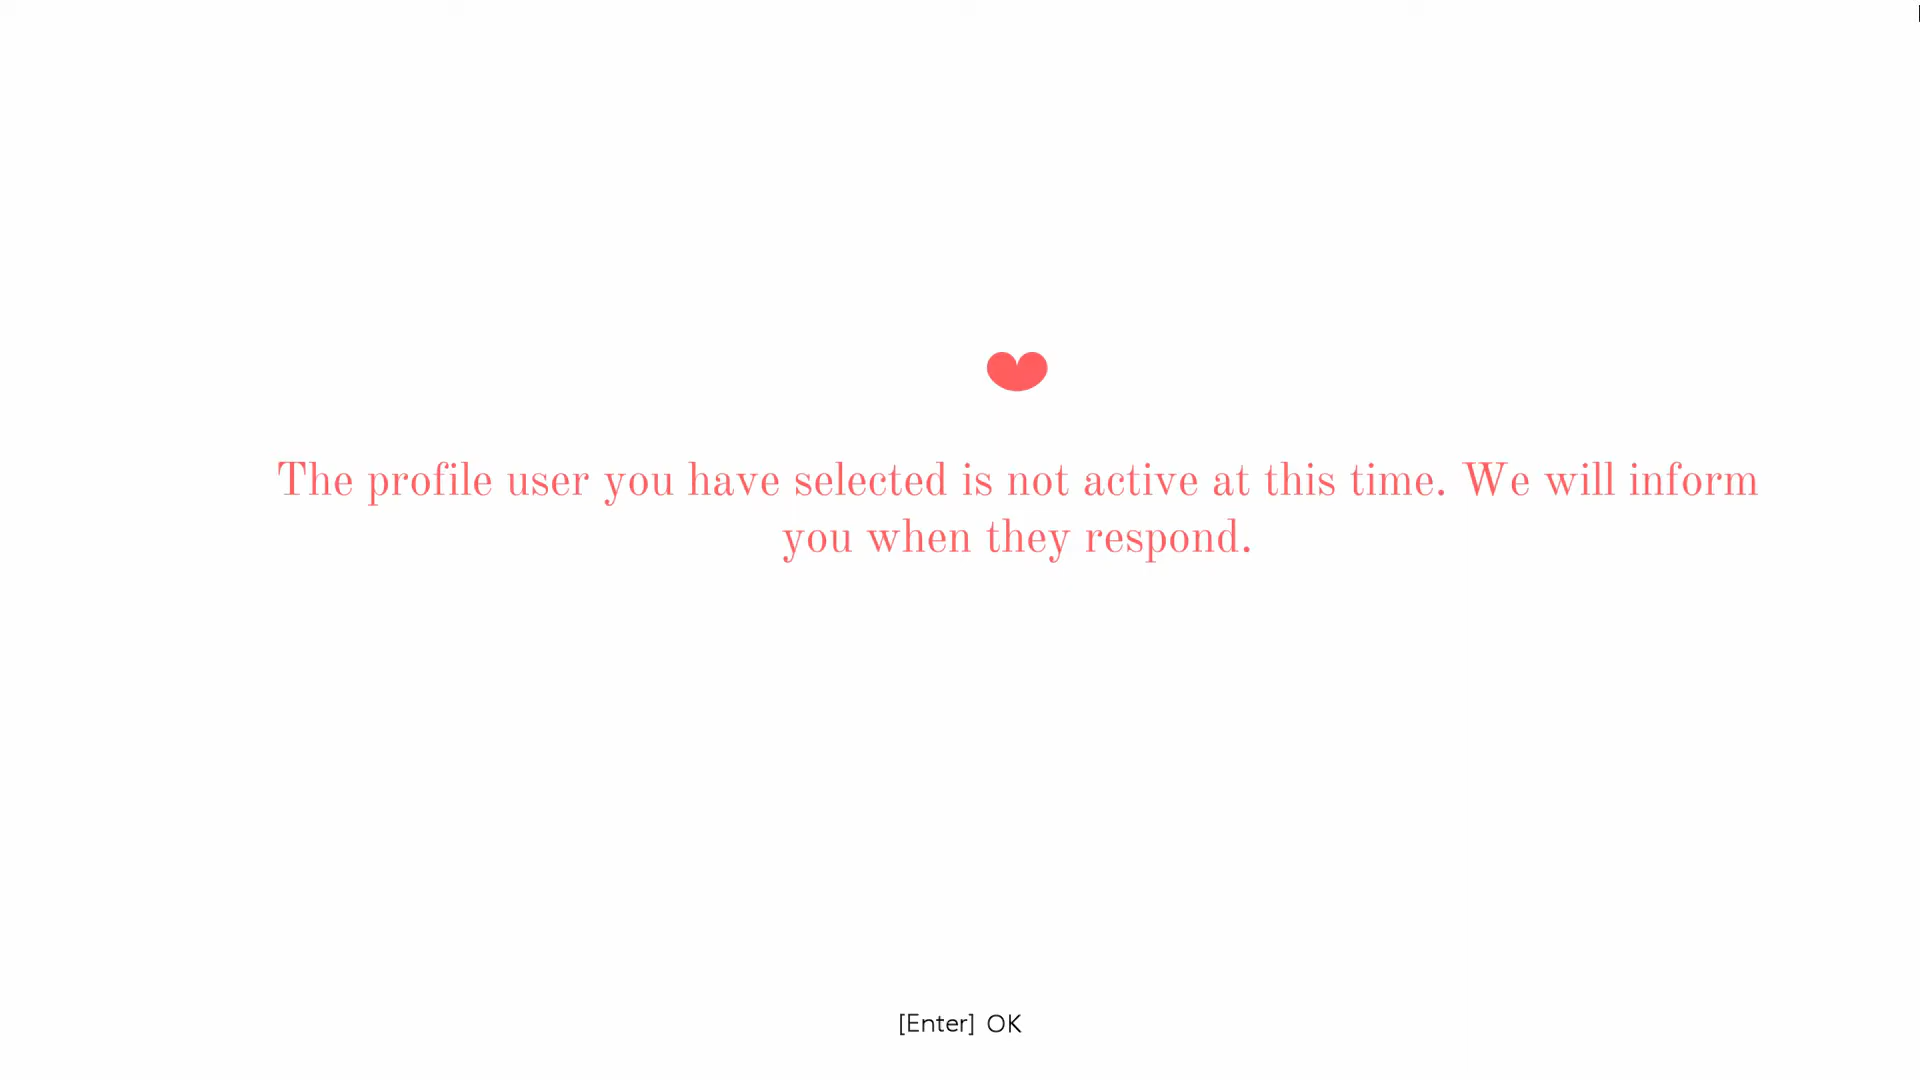 The profile user you have selected is not active at this time. We will inform
you when they respond.
[Enter] OK